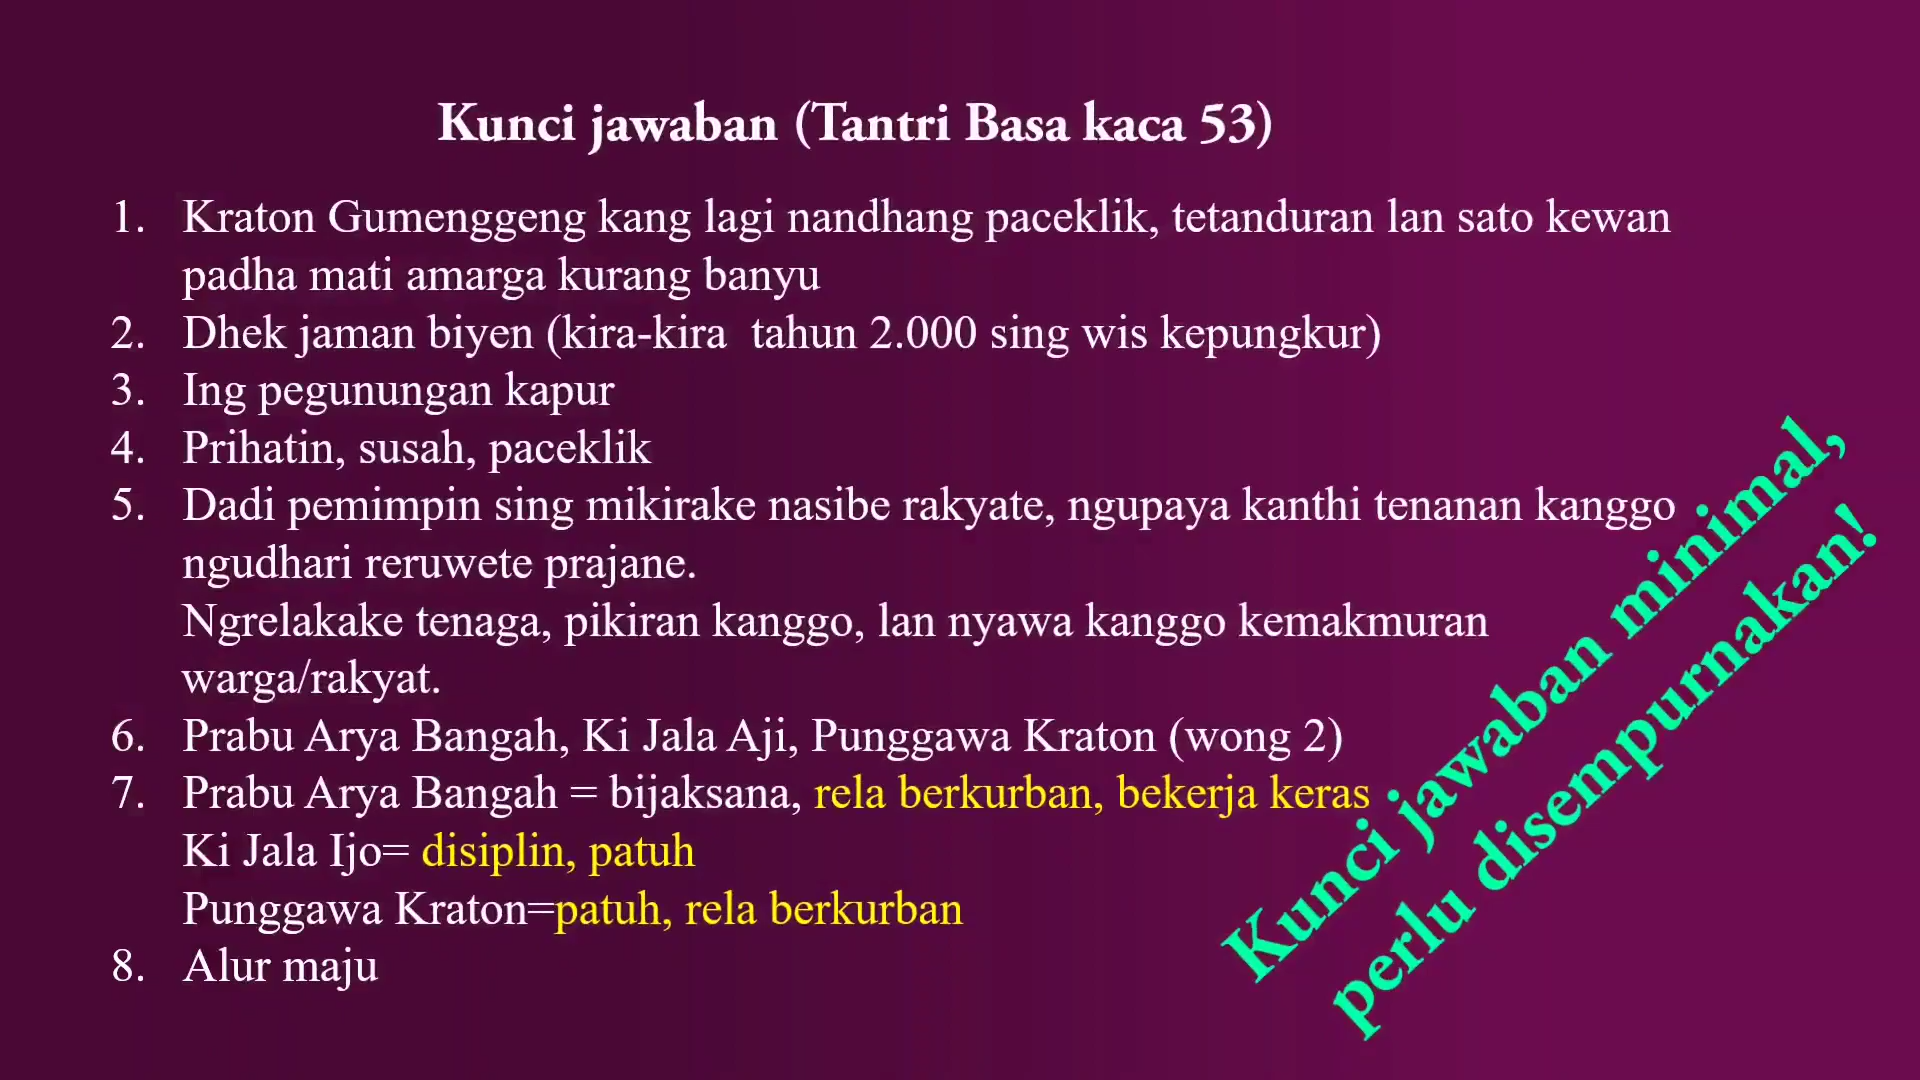 Kunci jawaban (Tantri Basa kaca 53)
1. Kraton Gumenggeng kang lagi nandhang paceklik, tetanduran lan sato kewan
padha mati amarga kurang banyu
2. Dhek jaman biyen (kira-kira tahun 2.000 sing wis kepungkur)
3. Ing pegunungan kapur
4. Prihatin, susah, paceklik
5. Dadi pemimpin sing mikirake nasibe rakyate, ngupaya kanthi tenanan kanggo
ngudhari reruwete prajane.
Ngrelakake tenaga, pikiran kanggo, lan nyawa kanggo kemakmuran
warga/rakyat.
6. Prabu Arya Bangah, Ki Jala Aji, Punggawa Kraton (wong 2)
7. Prabu Arya Bangah = bijaksana, rela berkurban, bekerja keras
Ki Jala Ijo= disiplin, patuh
Punggawa Kraton=patuh, rela berkurban
8. Alur maju
Kunci jawaban minimal,
perlu disempurnakan!